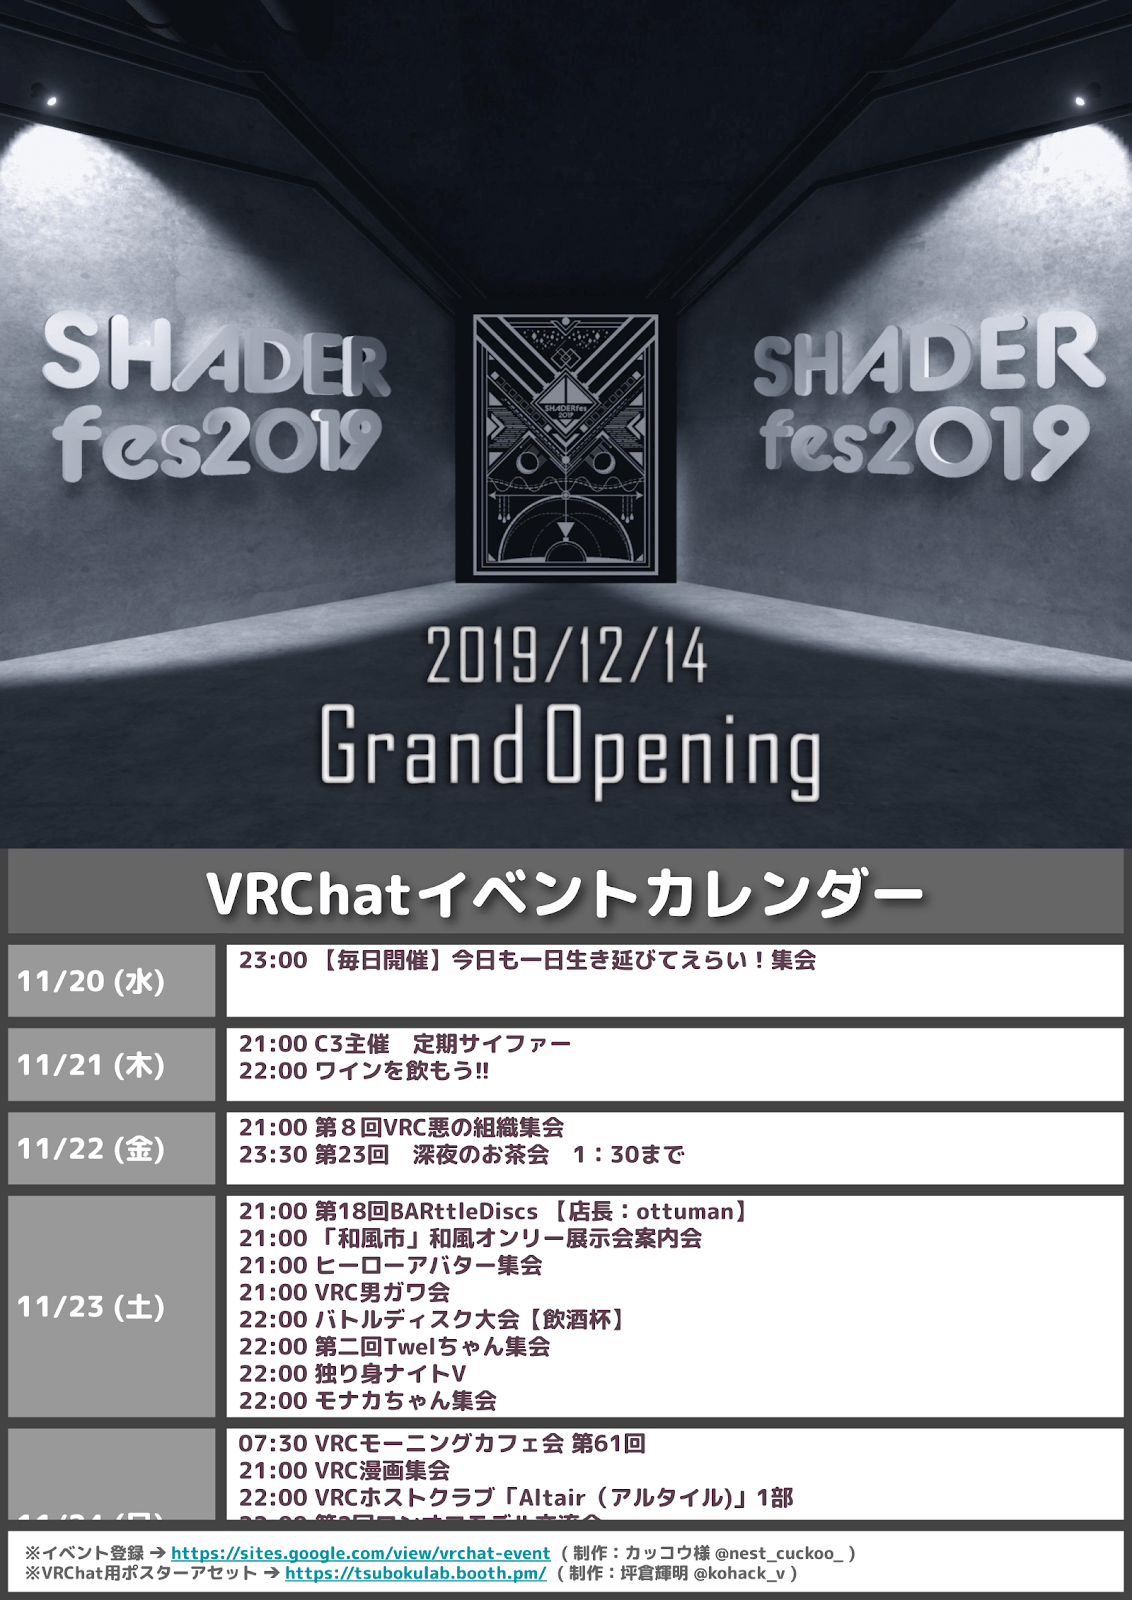 SHADER
fes2019
SHADER
fes2019
SHADERfes
2019
2019/12/14
Grand Opening
VRChatイベントカレンダー
11/20 (水)
23:00 【毎日開催】今日も一日生き延びてえらい！集会
11/21 (木)
21:00 C3主催　定期サイファー
22:00 ワインを飲もう!!
11/22 (金)
21:00 第８回VRC悪の組織集会
23:30 第23回　深夜のお茶会　1：30まで
11/23 (土)
21:00 第18回BARttleDiscs 【店長：ottuman】
21:00 「和風市」和風オンリー展示会案内会
21:00 ヒーローアバター集会
21:00 VRC男ガワ会
22:00 バトルディスク大会【飲酒杯】
22:00 第二回Twelちゃん集会
22:00 独り身ナイトV
22:00 モナカちゃん集会
11/24 (日)
07:30 VRCモーニングカフェ会 第61回
21:00 VRC漫画集会
22:00 VRCホストクラブ「Altair（アルタイル)」1部
※イベント登録 → https://sites.google.com/view/vrchat-event （ 制作：カッコウ様 @nest_cuckoo_ ）
※VRChat用ポスターアセット → https://tsubokulab.booth.pm/ （ 制作：坪倉輝明 @kohack_v ）